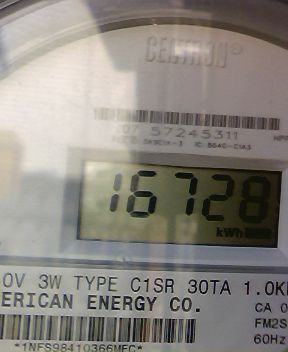 CENTRON®
07 57245311
16728
kWh
0V 3W TYPE C1SR 30TA 1.0K
ERICAN ENERGY CO.
CA 0
FM2S
60Hz
*1NFS98410366MEC*